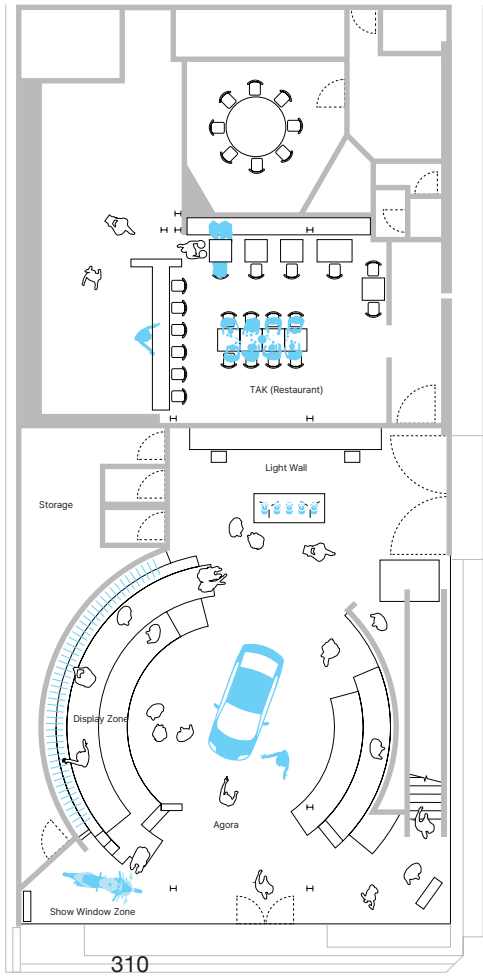 TAK (Restaurant)
Light Wall
Storage
Display Zone
Agora
Show Window Zone
310